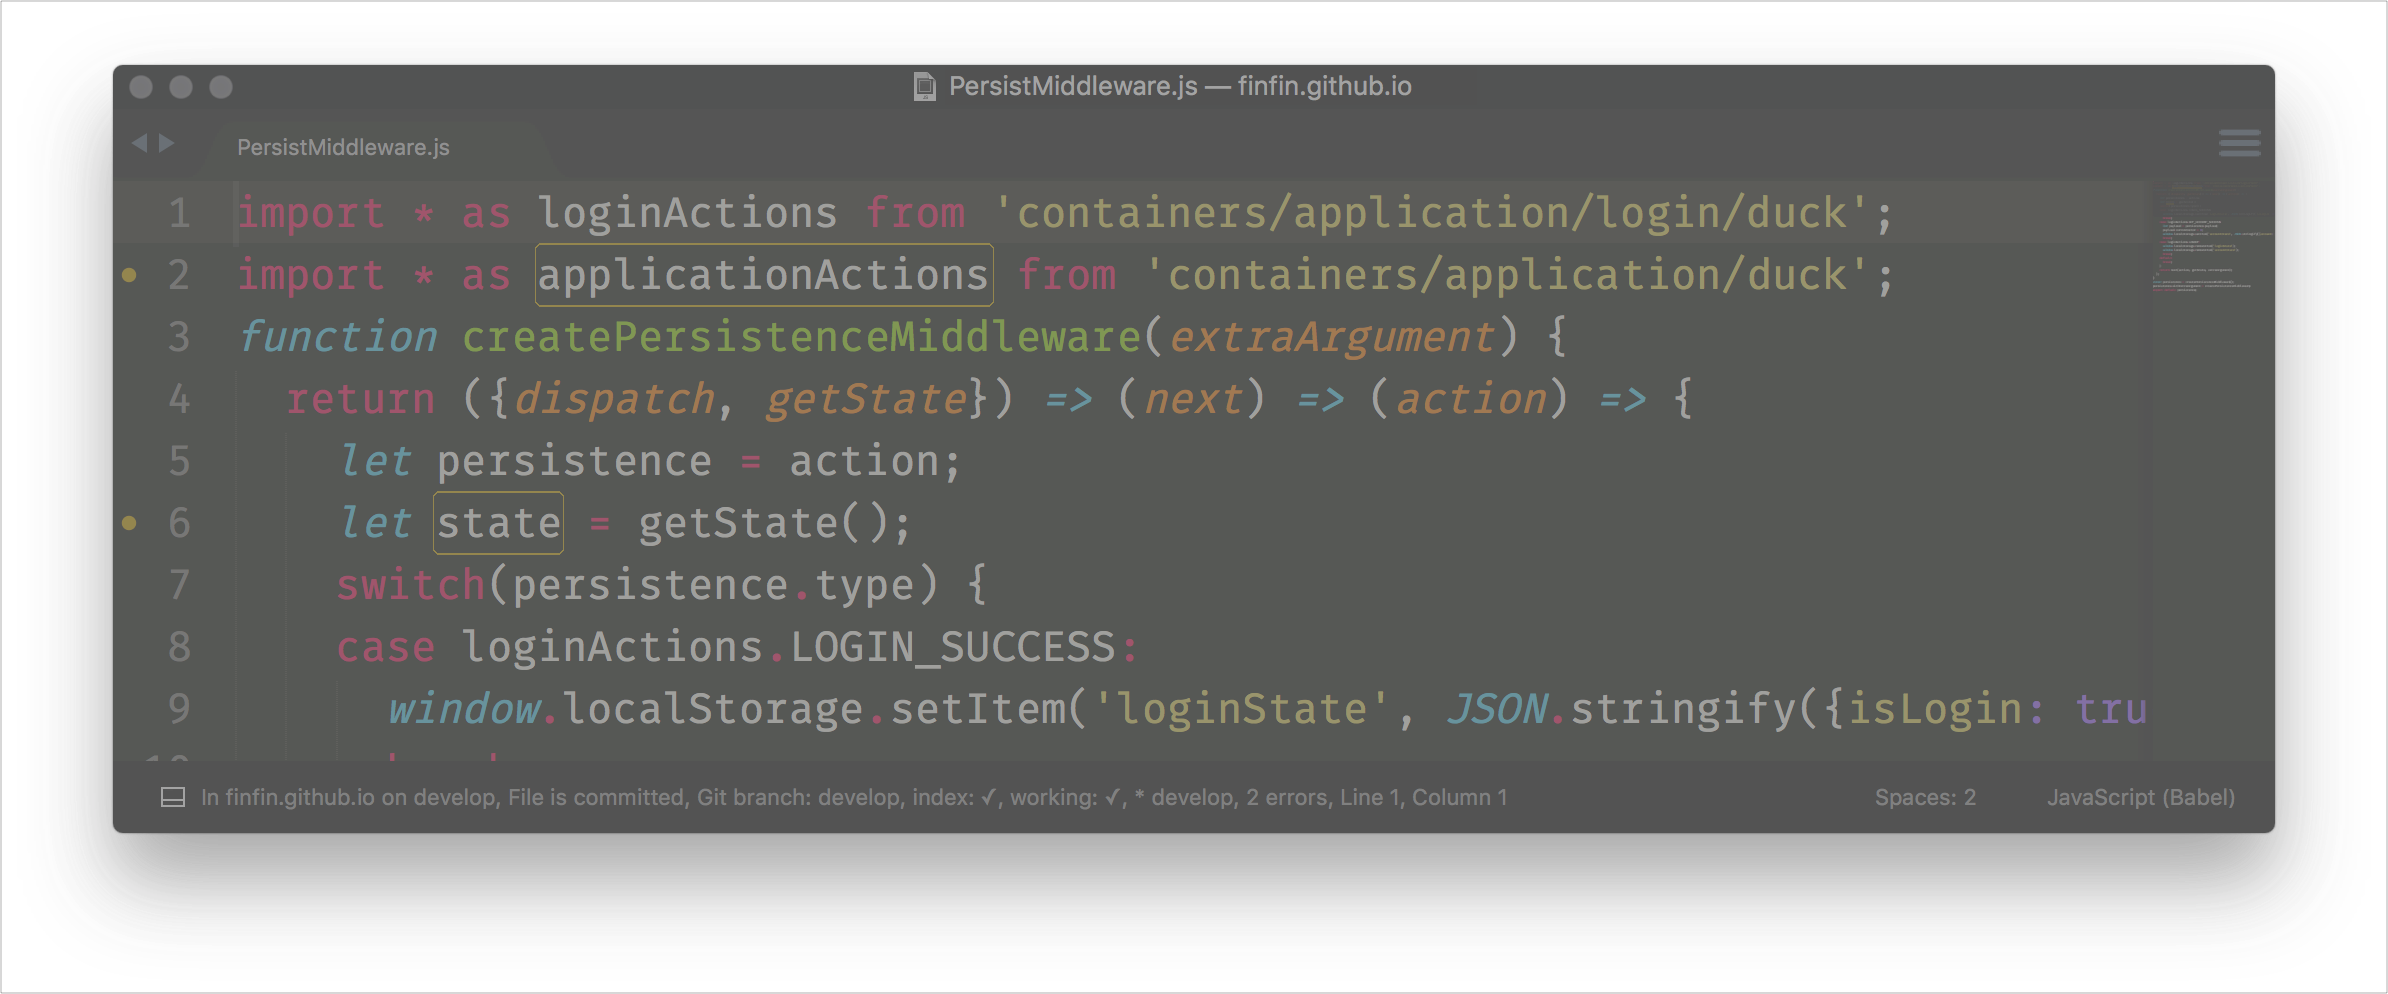 PersistMiddleware.js — finfin.github.io
PersistMiddleware.js
1 import * as loginActions from 'containers/application/login/duck';
2 import * as applicationActions from 'containers/application/duck';
3 function createPersistenceMiddleware(extraArgument) {
4 return ({dispatch, getState}) => (next) => (action) => {
5 let persistence = action;
6 let state = getState();
7 switch(persistence.type) {
8 case loginActions.LOGIN_SUCCESS:
9 window.localStorage.setItem('loginState', JSON.stringify({isLogin: tru
In finfin.github.io on develop, File is committed, Git branch: develop, index: ✓, working: ✓, * develop, 2 errors, Line 1, Column 1
Spaces: 2
JavaScript (Babel)